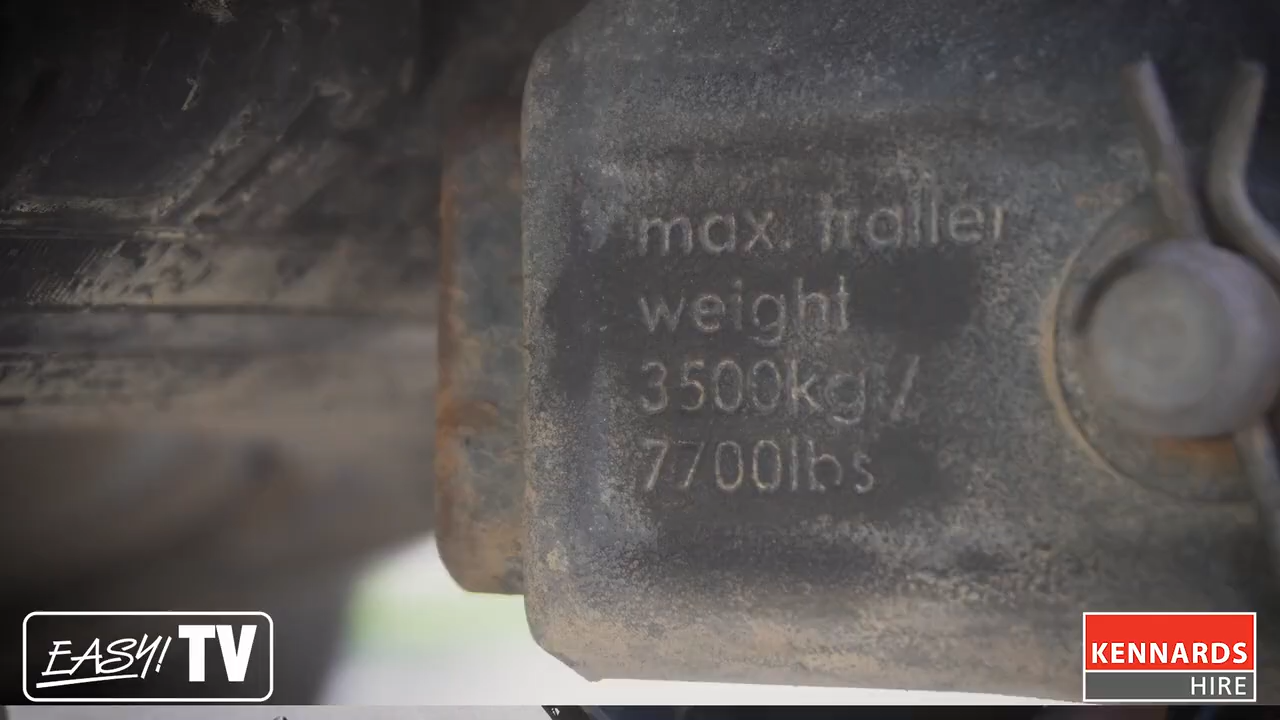 max. trailer
weight
3500kg /
7700lbs
EASY! TV
KENNARDS
HIRE